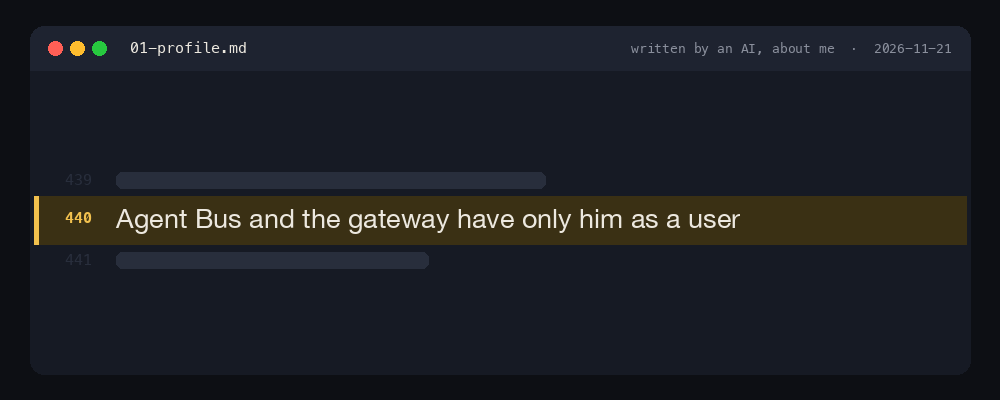 01-profile.md
written by an AI, about me · 2026-11-21
439
440 Agent Bus and the gateway have only him as a user
441